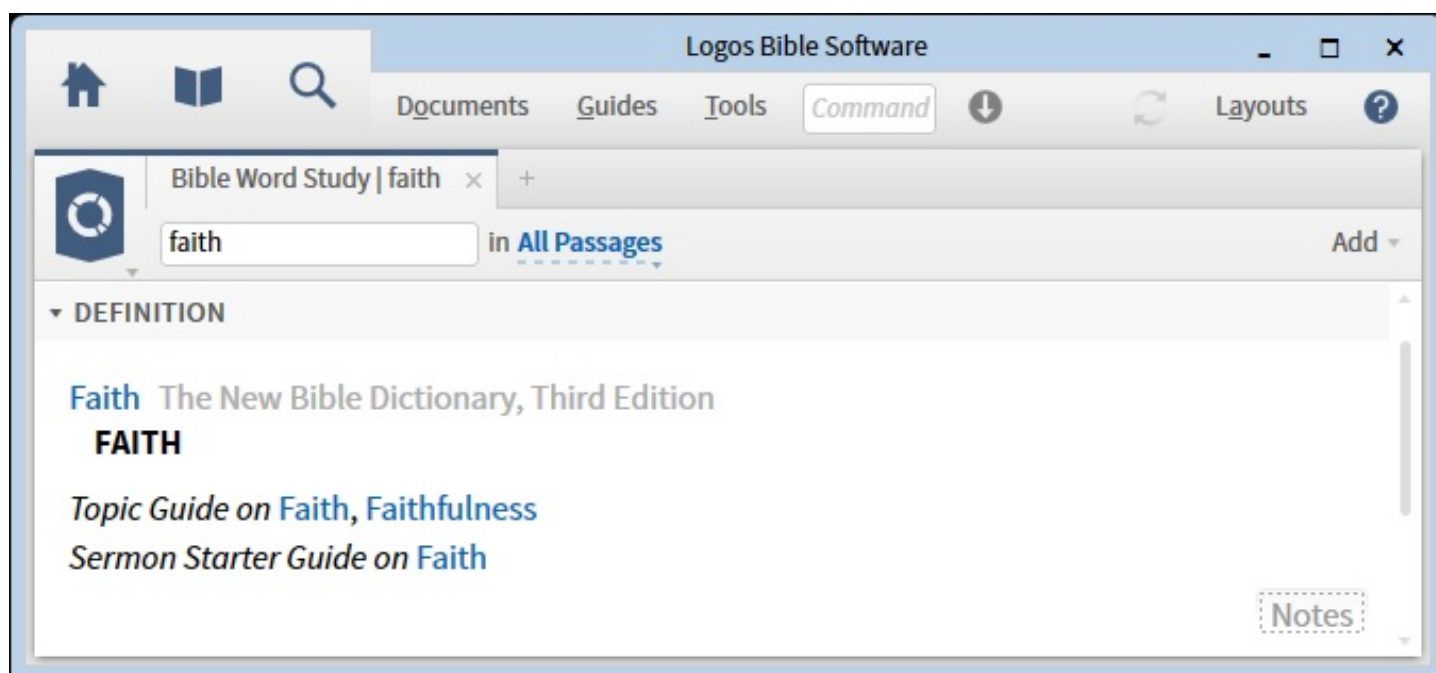 Logos Bible Software
Documents Guides Tools Command Layouts ?
Bible Word Study | faith × +
faith in All Passages Add
DEFINITION
Faith The New Bible Dictionary, Third Edition
FAITH
Topic Guide on Faith, Faithfulness
Sermon Starter Guide on Faith
Notes